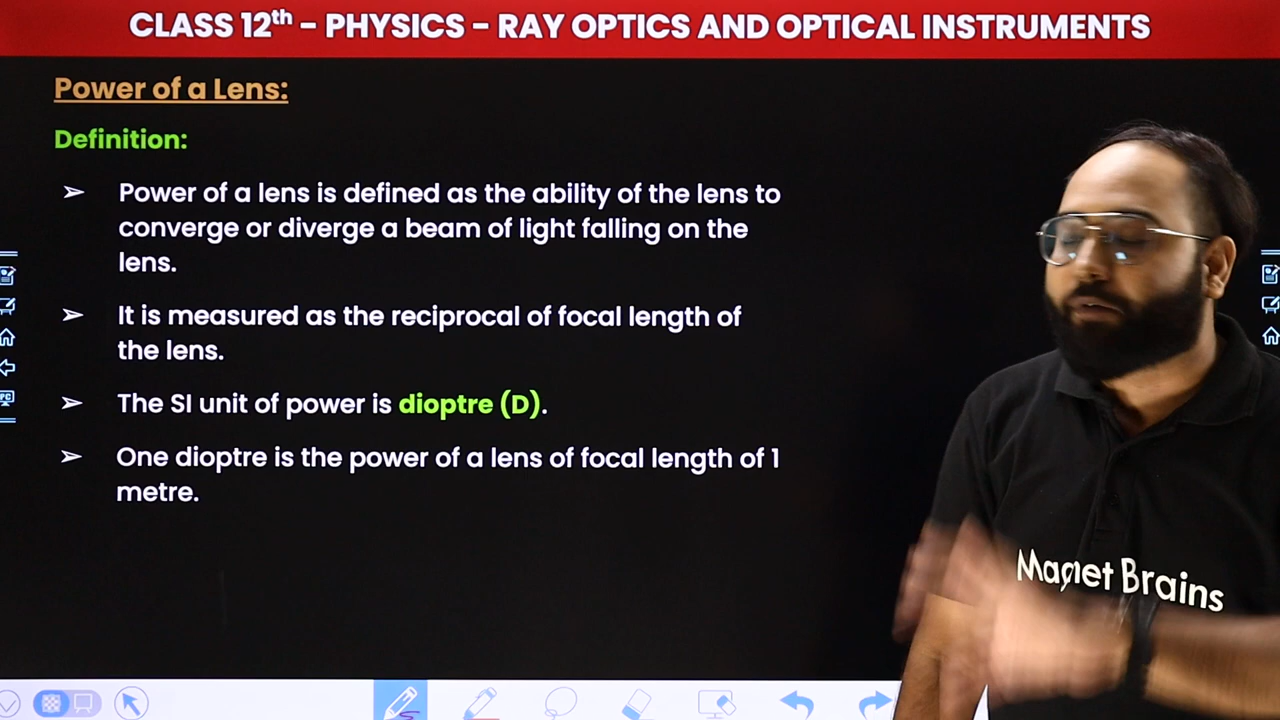 CLASS 12th - PHYSICS - RAY OPTICS AND OPTICAL INSTRUMENTS
Power of a Lens:
Definition:
➢ Power of a lens is defined as the ability of the lens to
converge or diverge a beam of light falling on the
lens.
➢ It is measured as the reciprocal of focal length of
the lens.
➢ The SI unit of power is dioptre (D).
➢ One dioptre is the power of a lens of focal length of 1
metre.
Magnet Brains